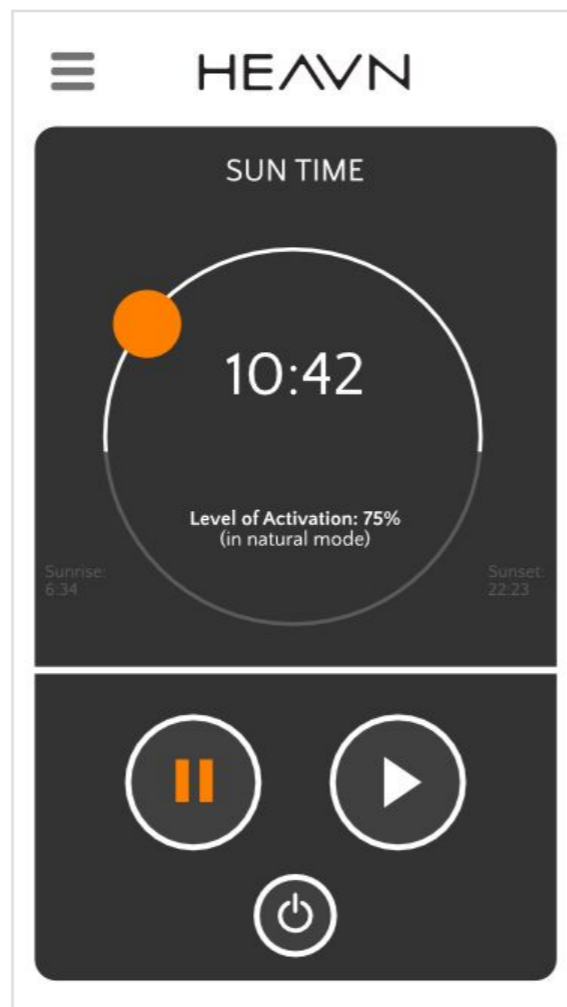 HEAVN
SUN TIME
10:42
Level of Activation: 75%
(in natural mode)
Sunrise:
6:34
Sunset:
22:23